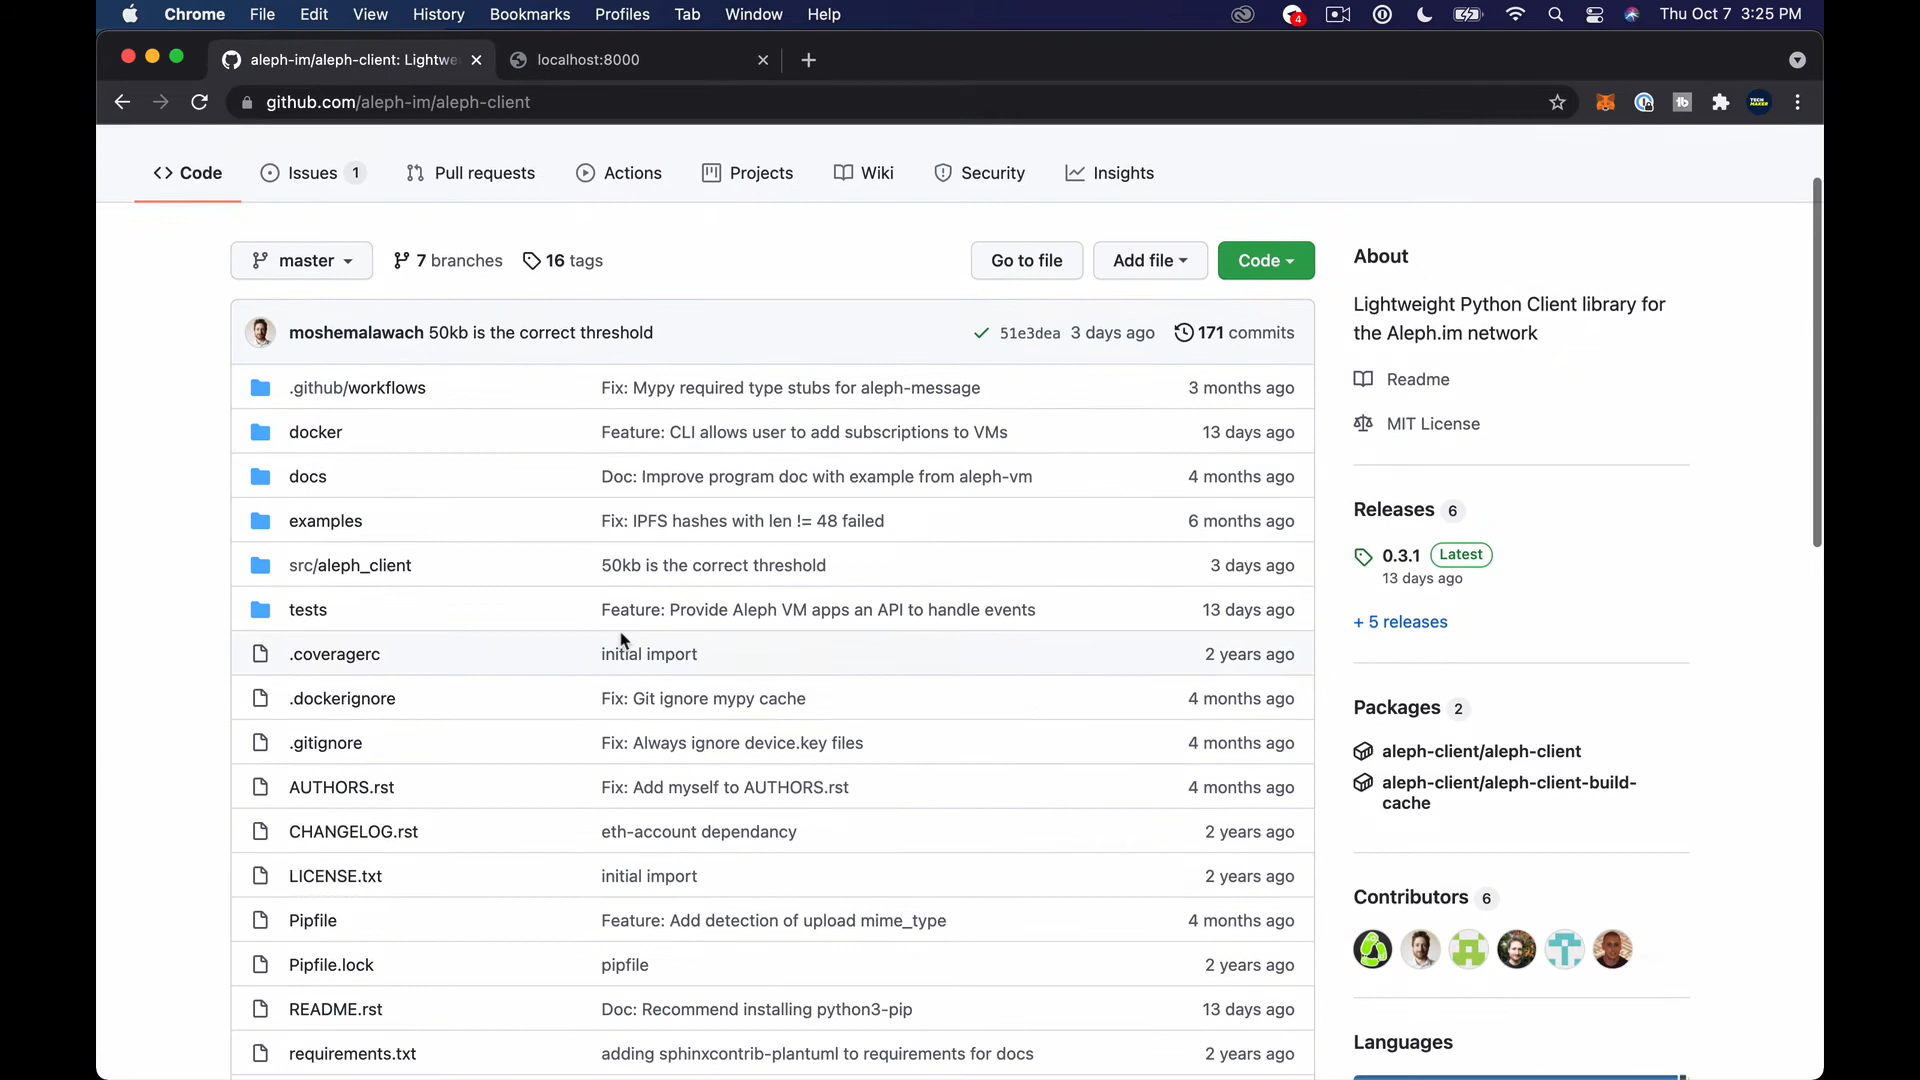 Chrome File Edit View History Bookmarks Profiles Tab Window Help 4 Thu Oct 7 3:25 PM
aleph-im/aleph-client: Lightwe localhost:8000
github.com/aleph-im/aleph-client
Code Issues 1 Pull requests Actions Projects Wiki Security Insights
master 7 branches 16 tags Go to file Add file Code
moshemalawach 50kb is the correct threshold 51e3dea 3 days ago 171 commits
.github/workflows Fix: Mypy required type stubs for aleph-message 3 months ago
docker Feature: CLI allows user to add subscriptions to VMs 13 days ago
docs Doc: Improve program doc with example from aleph-vm 4 months ago
examples Fix: IPFS hashes with len != 48 failed 6 months ago
src/aleph_client 50kb is the correct threshold 3 days ago
tests Feature: Provide Aleph VM apps an API to handle events 13 days ago
.coveragerc initial import 2 years ago
.dockerignore Fix: Git ignore mypy cache 4 months ago
.gitignore Fix: Always ignore device.key files 4 months ago
AUTHORS.rst Fix: Add myself to AUTHORS.rst 4 months ago
CHANGELOG.rst eth-account dependancy 2 years ago
LICENSE.txt initial import 2 years ago
Pipfile Feature: Add detection of upload mime_type 4 months ago
Pipfile.lock pipfile 2 years ago
README.rst Doc: Recommend installing python3-pip 13 days ago
requirements.txt adding sphinxcontrib-plantuml to requirements for docs 2 years ago
About
Lightweight Python Client library for
the Aleph.im network
Readme
MIT License
Releases 6
0.3.1 Latest
13 days ago
+ 5 releases
Packages 2
aleph-client/aleph-client
aleph-client/aleph-client-build-
cache
Contributors 6
Languages